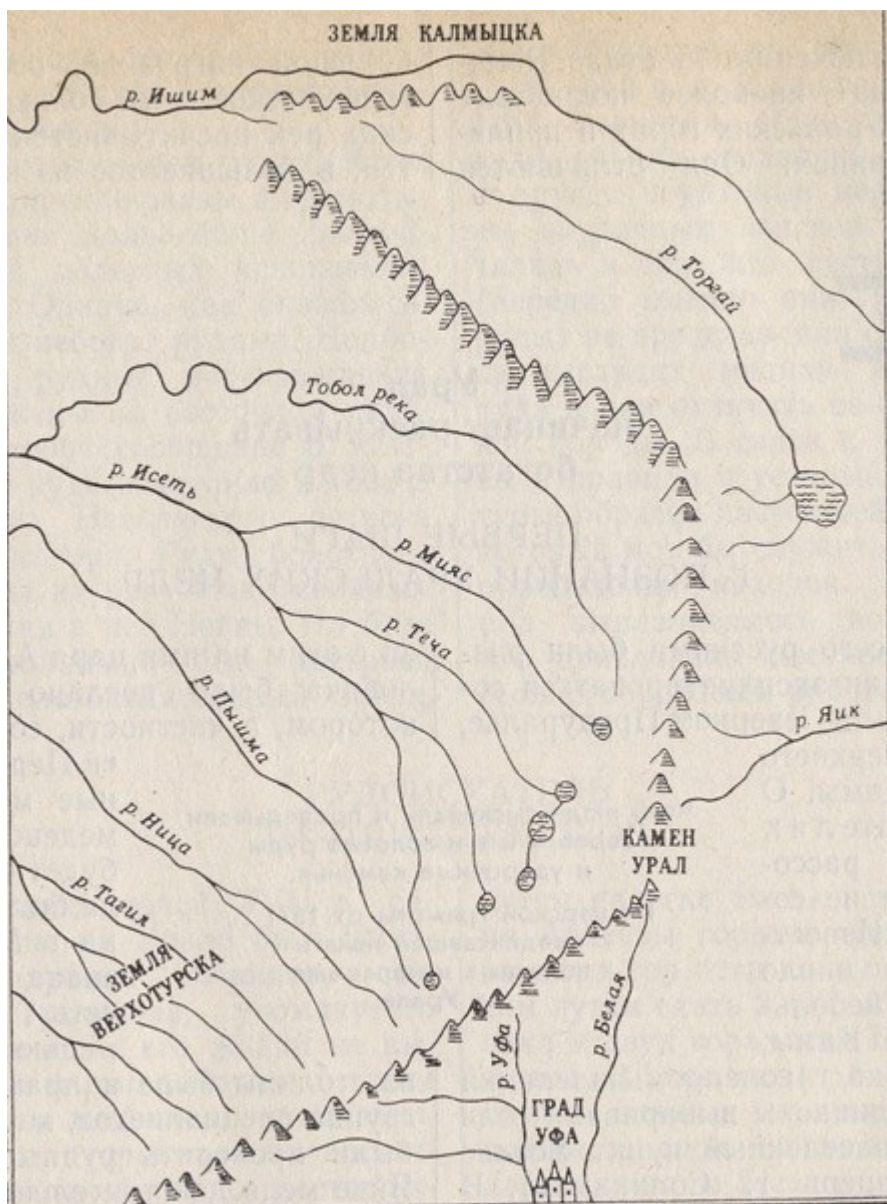 ЗЕМЛЯ КАЛМЫЦКА
р. Ишим
р. Торгай
Тобол река
р. Исеть
р. Мияс
р. Теча
р. Яик
р. Пышма
КАМЕН
УРАЛ
р. Ница
р. Тагил
ЗЕМЛЯ
ВЕРХОТУРСКА
р. Уфа
р. Белая
ГРАД
УФА